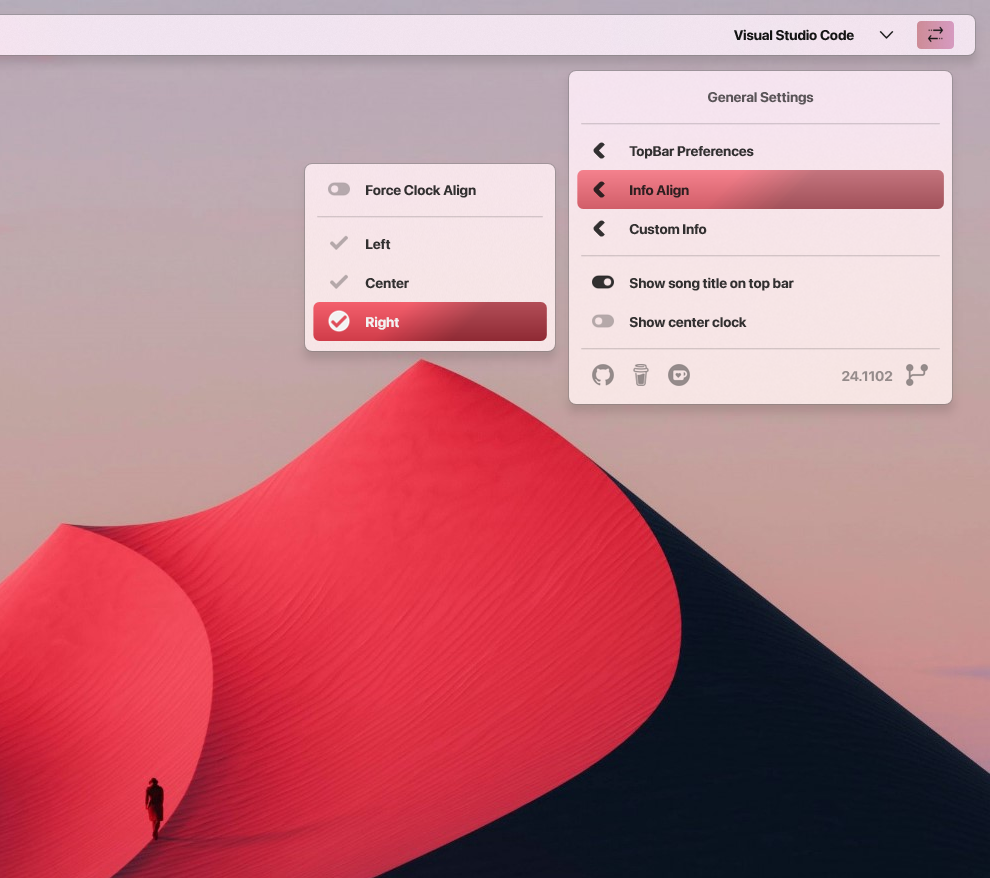 Visual Studio Code
General Settings
TopBar Preferences
Info Align
Custom Info
Show song title on top bar
Show center clock
24.1102
Force Clock Align
Left
Center
Right